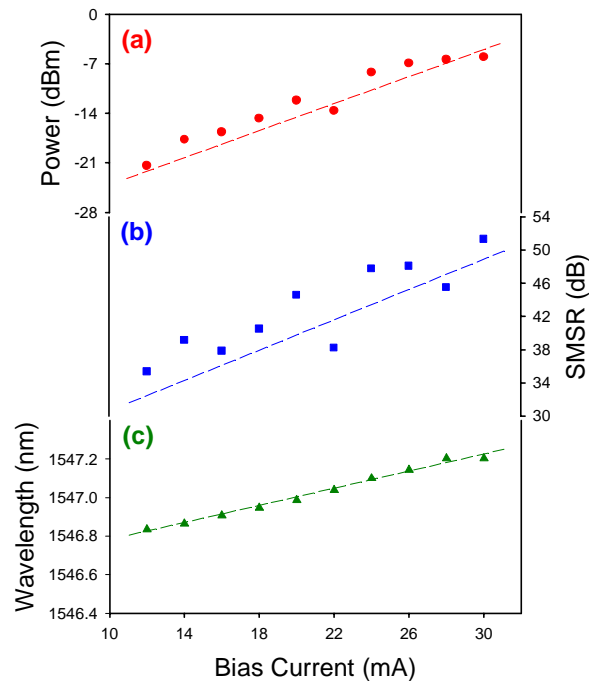 0
-7
-14
-21
-28
Power (dBm)
(a)
54
50
46
42
38
34
30
SMSR (dB)
(b)
1547.2
1547.0
1546.8
1546.6
1546.4
Wavelength (nm)
(c)
10 14 18 22 26 30
Bias Current (mA)